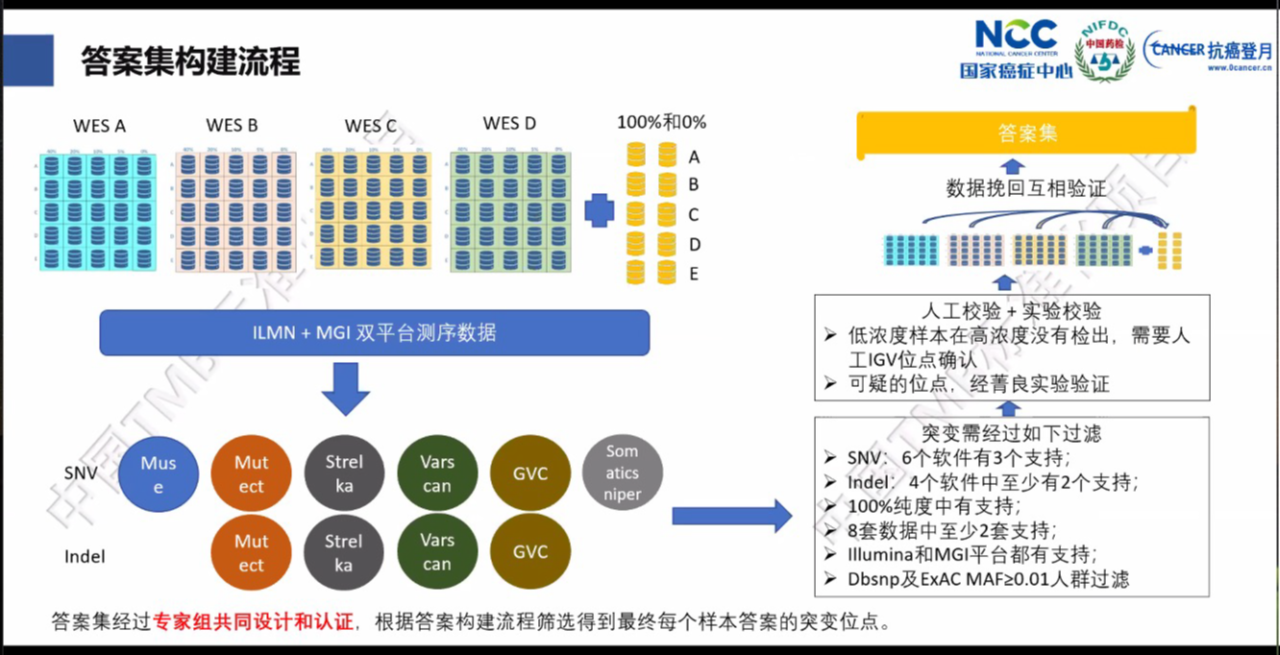 答案集构建流程
NCC
NATIONAL CANCER CENTER
国家癌症中心
NIFDC
中国药检
CANCER 抗癌登月
www.0cancer.cn
WES A
WES B
WES C
WES D
100%和0%
A
B
C
D
E
ILMN + MGI 双平台测序数据
SNV
Mus
e
Mut
ect
Strel
ka
Vars
can
GVC
Som
atics
niper
Indel
Mut
ect
Strel
ka
Vars
can
GVC
答案集
数据挽回互相验证
人工校验 + 实验校验
➢ 低浓度样本在高浓度没有检出，需要人
工IGV位点确认
➢ 可疑的位点，经菁良实验验证
突变需经过如下过滤
➢ SNV：6个软件有3个支持；
➢ Indel：4个软件中至少有2个支持；
➢ 100%纯度中有支持；
➢ 8套数据中至少2套支持；
➢ Illumina和MGI平台都有支持；
➢ Dbsnp及ExAC MAF≥0.01人群过滤
答案集经过专家组共同设计和认证，根据答案构建流程筛选得到最终每个样本答案的突变位点。